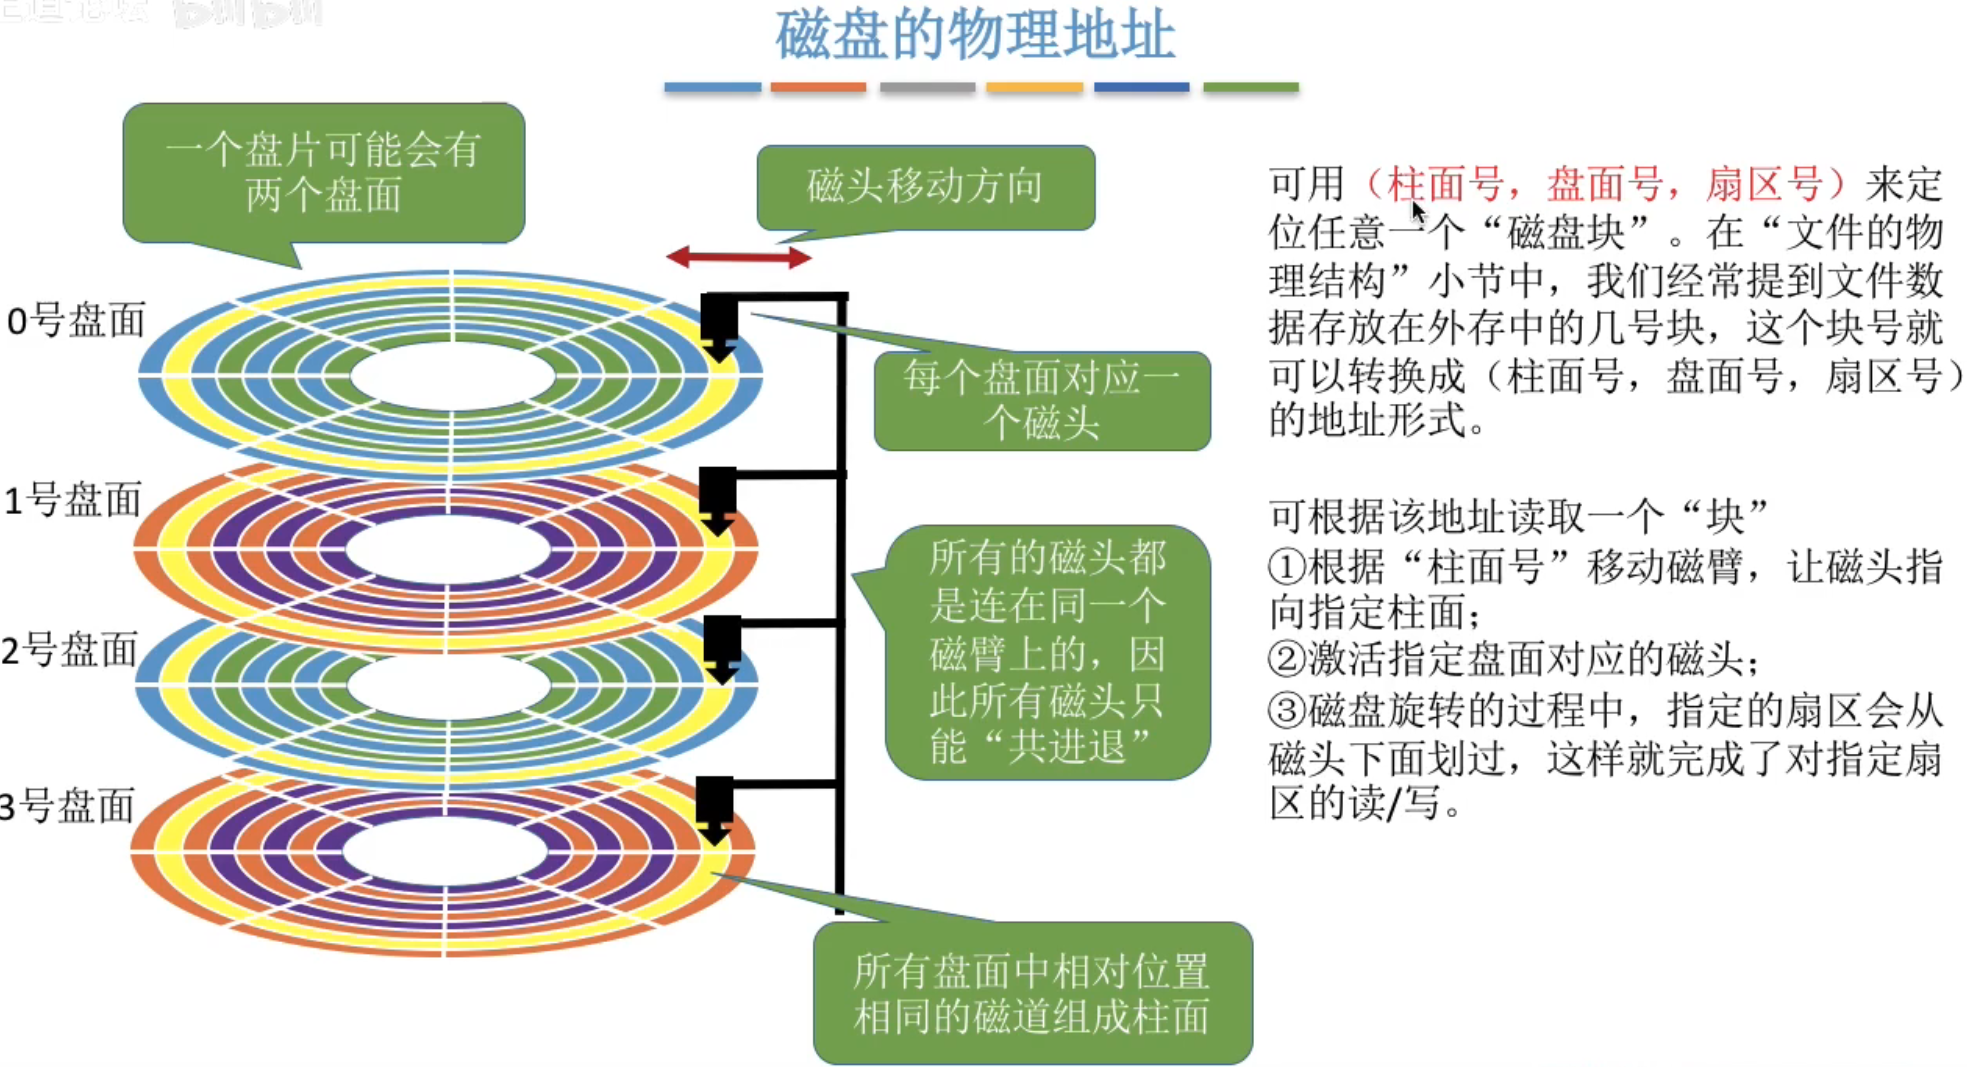 磁盘的物理地址
一个盘片可能会有
两个盘面
磁头移动方向
0号盘面
1号盘面
2号盘面
3号盘面
每个盘面对应一
个磁头
所有的磁头都
是连在同一个
磁臂上的，因
此所有磁头只
能“共进退”
所有盘面中相对位置
相同的磁道组成柱面
可用（柱面号，盘面号，扇区号）来定
位任意一个“磁盘块”。在“文件的物
理结构”小节中，我们经常提到文件数
据存放在外存中的几号块，这个块号就
可以转换成（柱面号，盘面号，扇区号）
的地址形式。
可根据该地址读取一个“块”
①根据“柱面号”移动磁臂，让磁头指
向指定柱面；
②激活指定盘面对应的磁头；
③磁盘旋转的过程中，指定的扇区会从
磁头下面划过，这样就完成了对指定扇
区的读/写。